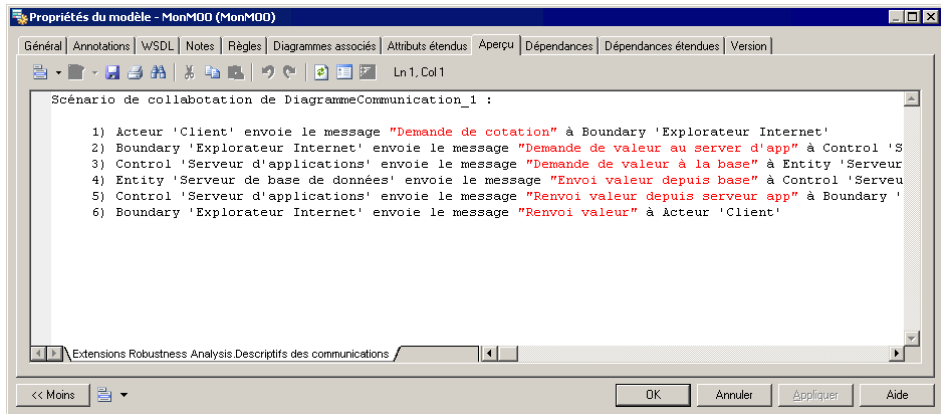 Propriétés du modèle - MonMOO (MonMOO)
Général Annotations WSDL Notes Règles Diagrammes associés Attributs étendus Aperçu Dépendances Dépendances étendues Version
Ln 1, Col 1
Scénario de collabotation de DiagrammeCommunication_1 :
1) Acteur 'Client' envoie le message "Demande de cotation" à Boundary 'Explorateur Internet'
2) Boundary 'Explorateur Internet' envoie le message "Demande de valeur au server d'app" à Control 'S
3) Control 'Serveur d'applications' envoie le message "Demande de valeur à la base" à Entity 'Serveur
4) Entity 'Serveur de base de données' envoie le message "Envoi valeur depuis base" à Control 'Serveu
5) Control 'Serveur d'applications' envoie le message "Renvoi valeur depuis serveur app" à Boundary '
6) Boundary 'Explorateur Internet' envoie le message "Renvoi valeur" à Acteur 'Client'
Extensions Robustness Analysis.Descriptifs des communications
<< Moins OK Annuler Appliquer Aide